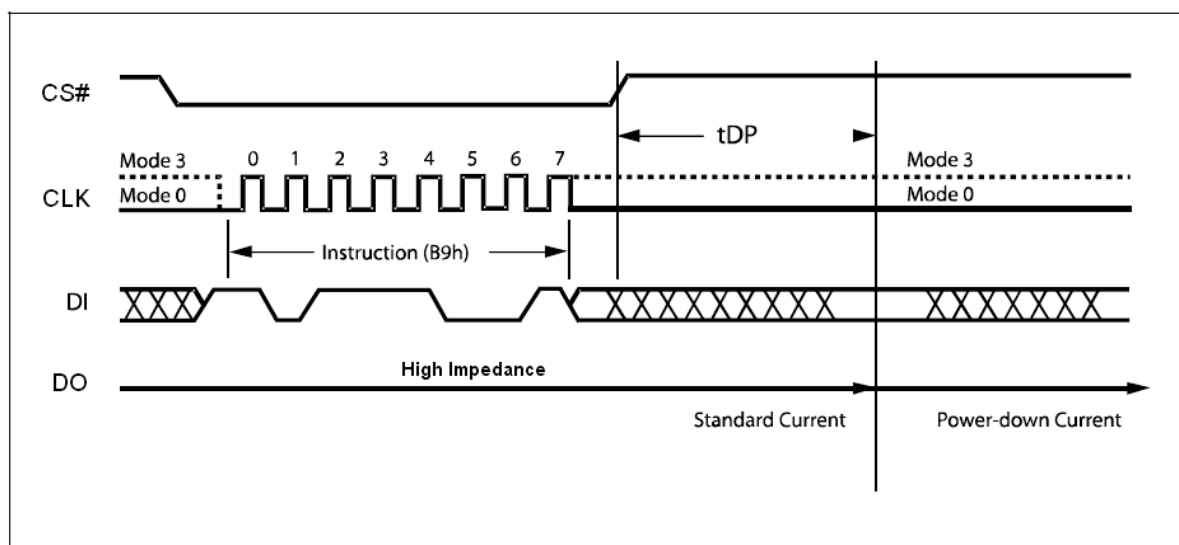 CS#
tDP
Mode 3
0 1 2 3 4 5 6 7
Mode 3
CLK
Mode 0
Mode 0
Instruction (B9h)
DI
High Impedance
DO
Standard Current
Power-down Current